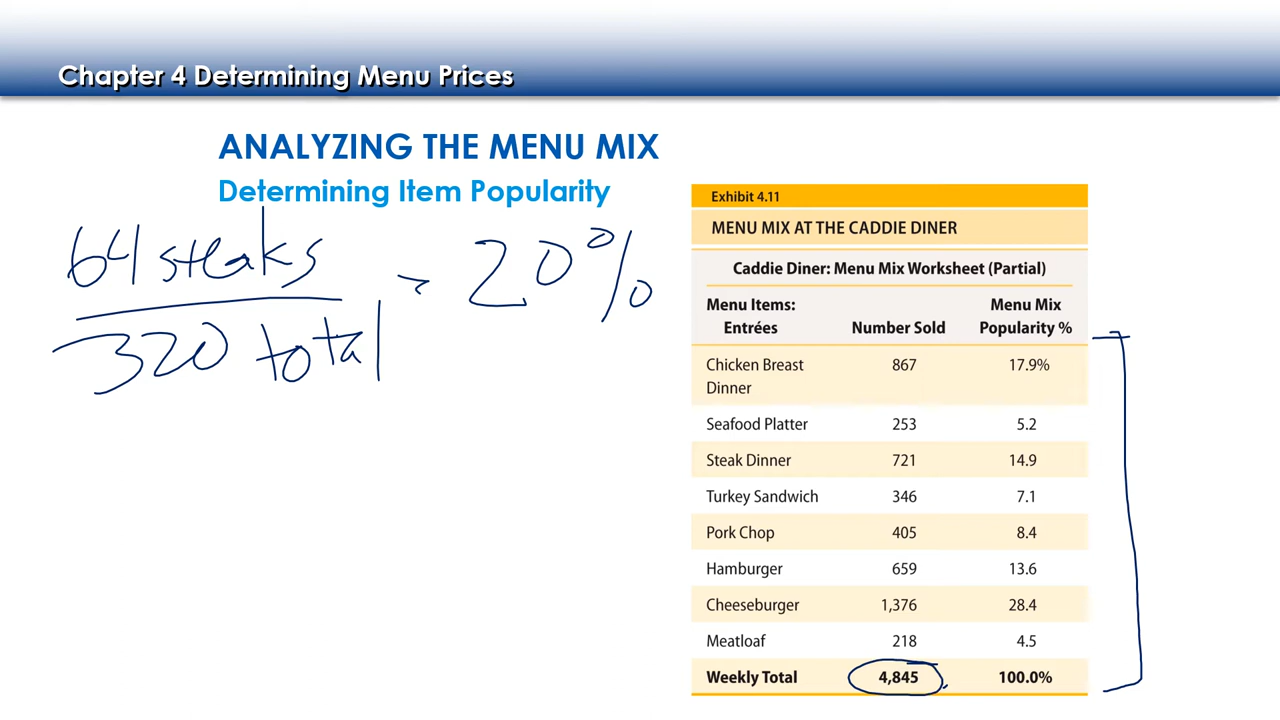 Chapter 4 Determining Menu Prices
ANALYZING THE MENU MIX
Determining Item Popularity
64 steaks
320 total
= 20%
Exhibit 4.11
MENU MIX AT THE CADDIE DINER
Caddie Diner: Menu Mix Worksheet (Partial)
Menu Items: Menu Mix
Entrées Number Sold Popularity %
Chicken Breast 867 17.9%
Dinner
Seafood Platter 253 5.2
Steak Dinner 721 14.9
Turkey Sandwich 346 7.1
Pork Chop 405 8.4
Hamburger 659 13.6
Cheeseburger 1,376 28.4
Meatloaf 218 4.5
Weekly Total 4,845 100.0%